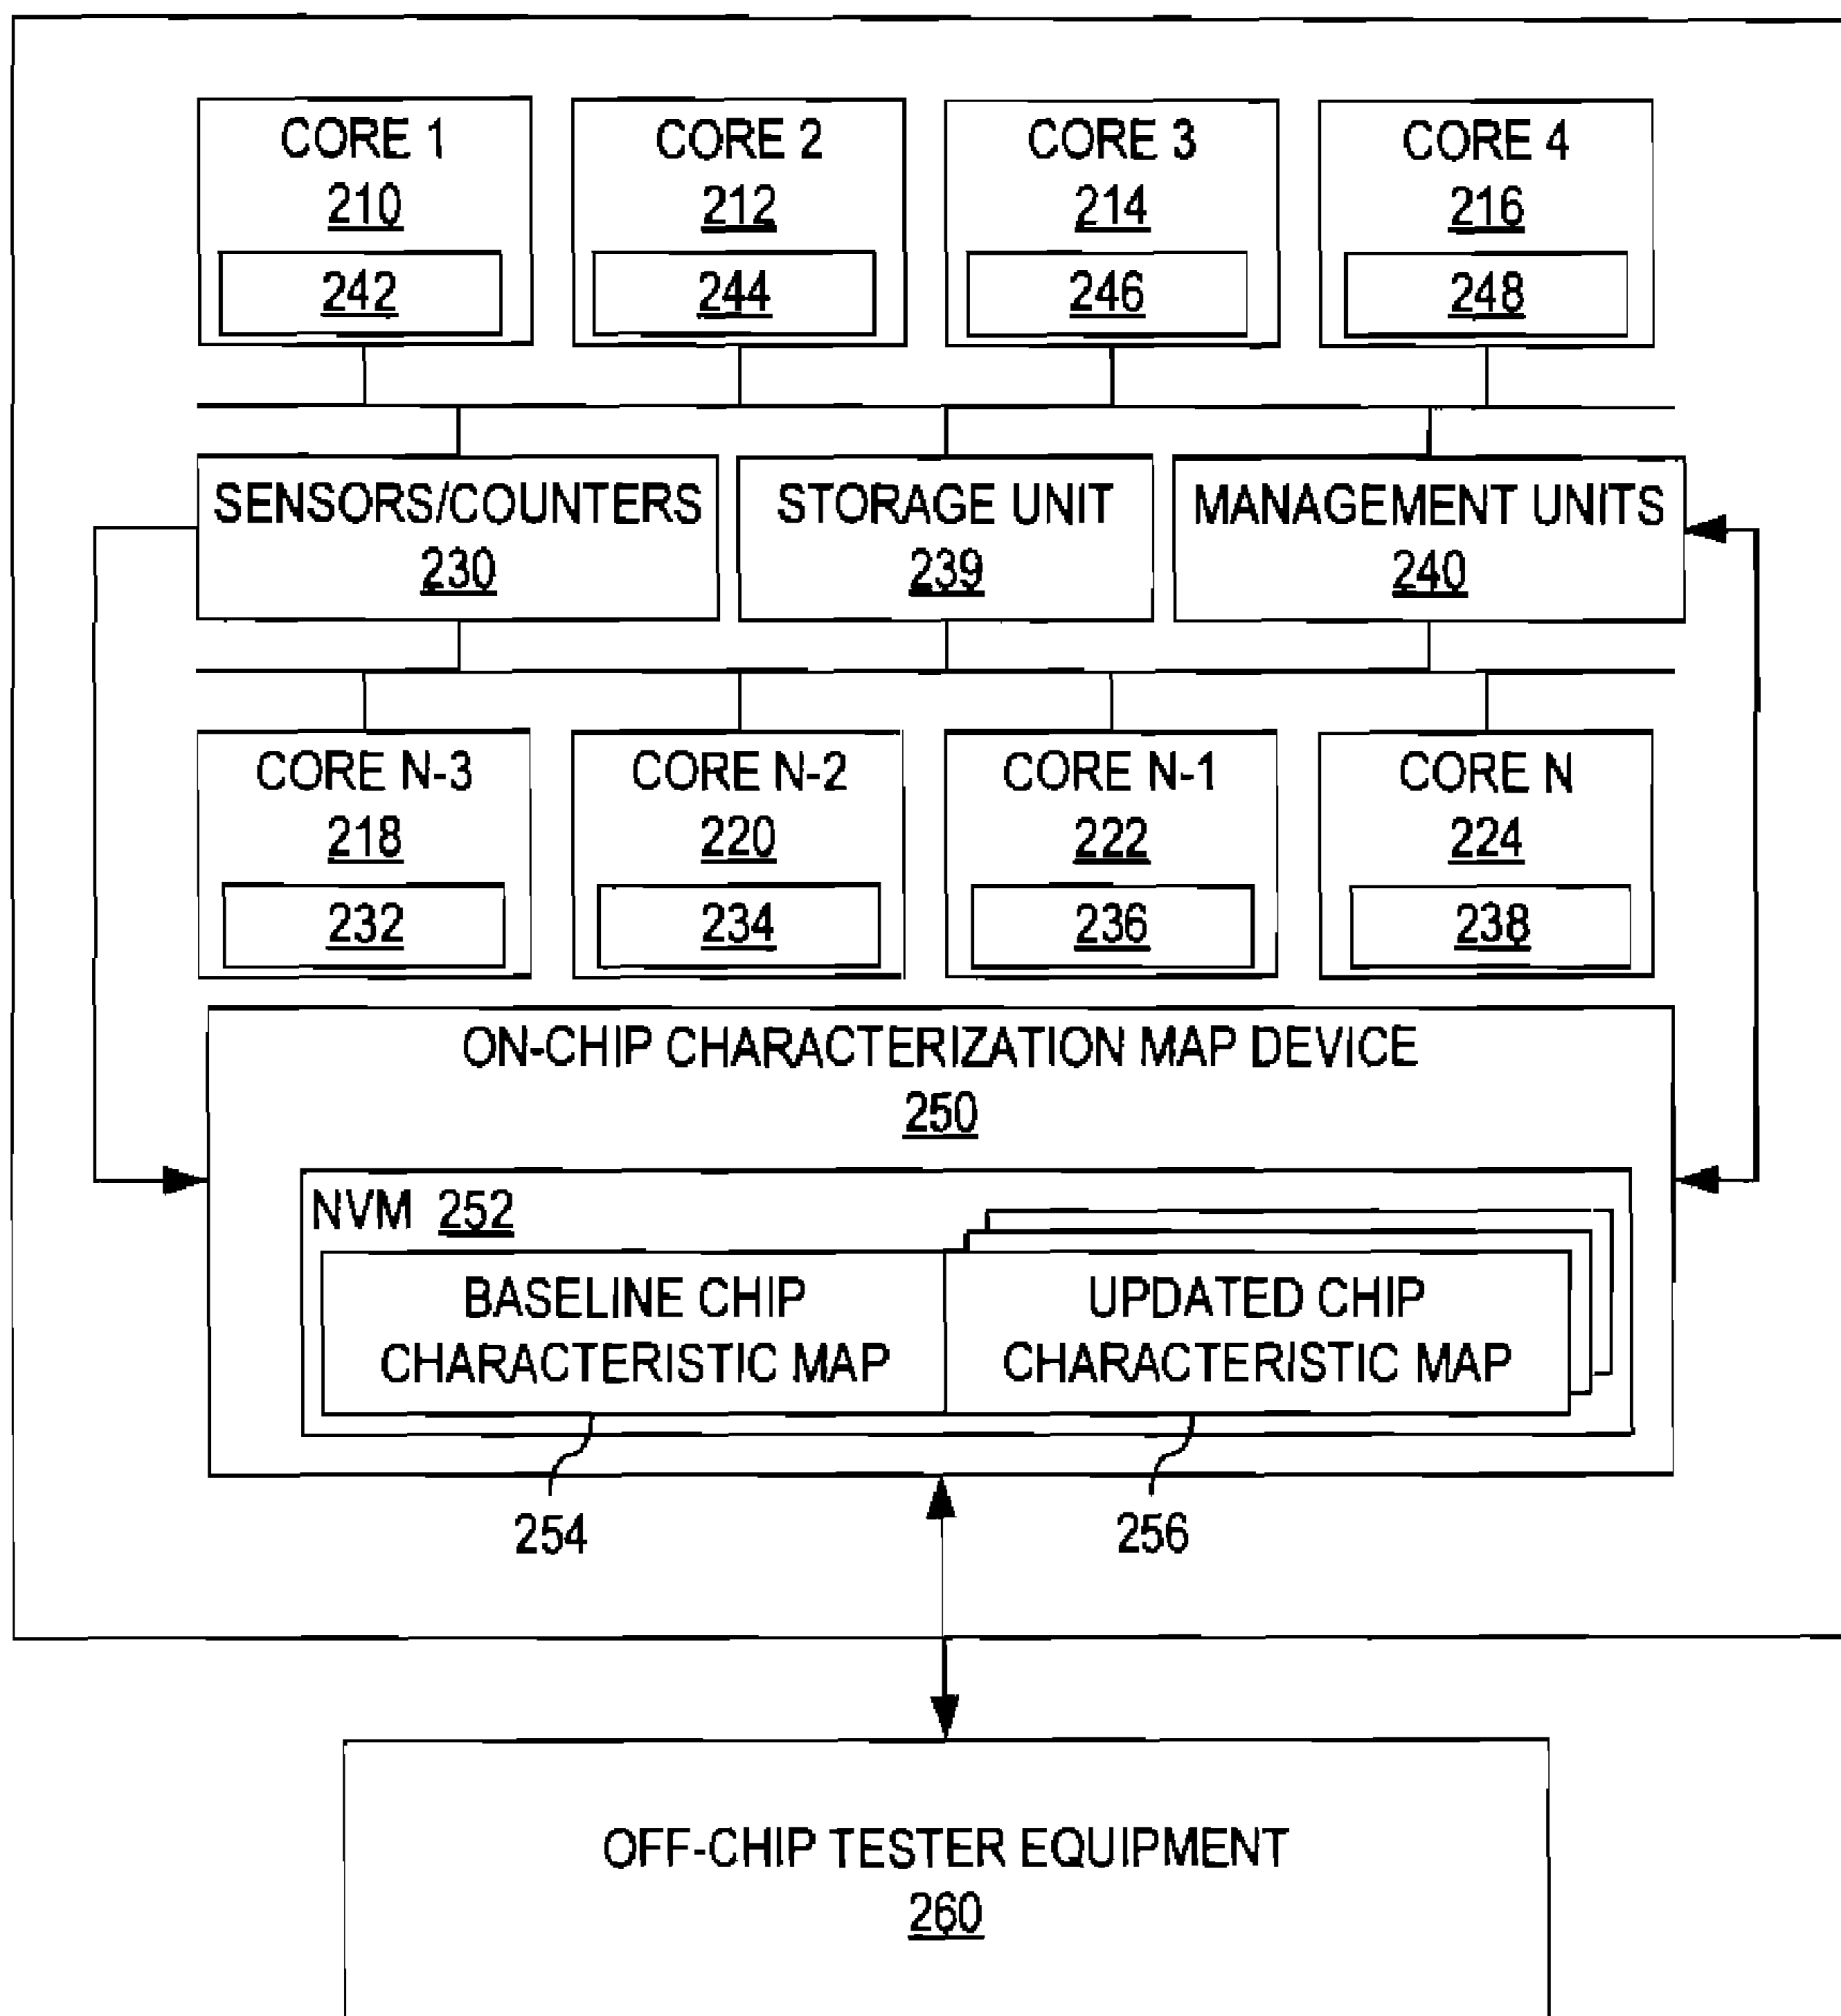 CORE 1
210
242
CORE 2
212
244
CORE 3
214
246
CORE 4
216
248
SENSORS/COUNTERS
230
STORAGE UNIT
239
MANAGEMENT UNITS
240
CORE N-3
218
232
CORE N-2
220
234
CORE N-1
222
236
CORE N
224
238
ON-CHIP CHARACTERIZATION MAP DEVICE
250
NVM 252
BASELINE CHIP
CHARACTERISTIC MAP
UPDATED CHIP
CHARACTERISTIC MAP
254
256
OFF-CHIP TESTER EQUIPMENT
260